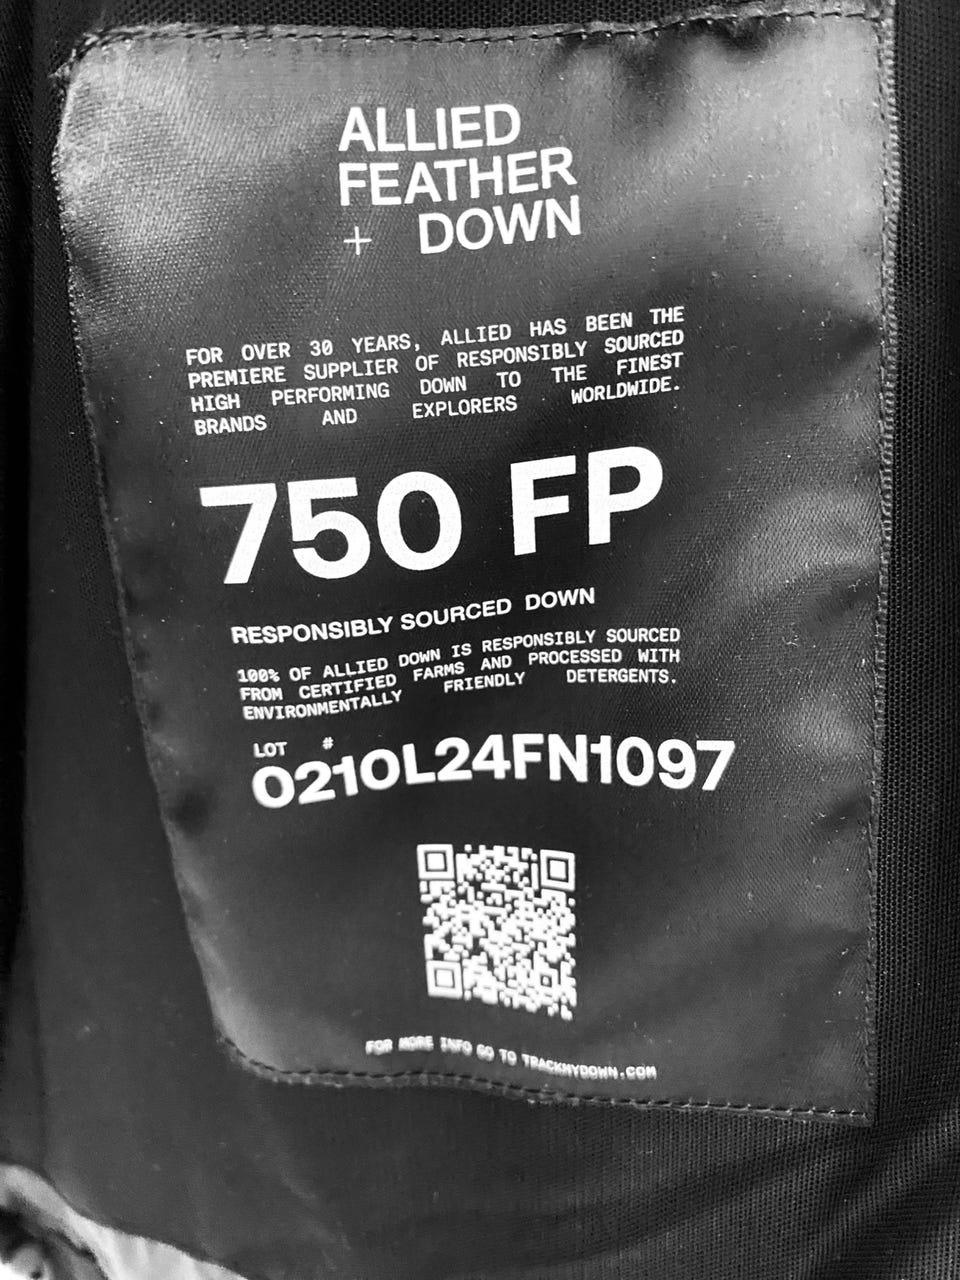 ALLIED
FEATHER
+ DOWN
FOR OVER 30 YEARS, ALLIED HAS BEEN THE
PREMIERE SUPPLIER OF RESPONSIBLY SOURCED
HIGH PERFORMING DOWN TO THE FINEST
BRANDS AND EXPLORERS WORLDWIDE.
750 FP
RESPONSIBLY SOURCED DOWN
100% OF ALLIED DOWN IS RESPONSIBLY SOURCED
FROM CERTIFIED FARMS AND PROCESSED WITH
ENVIRONMENTALLY FRIENDLY DETERGENTS.
LOT #
0210L24FN1097
FOR MORE INFO GO TO TRACKMYDOWN.COM